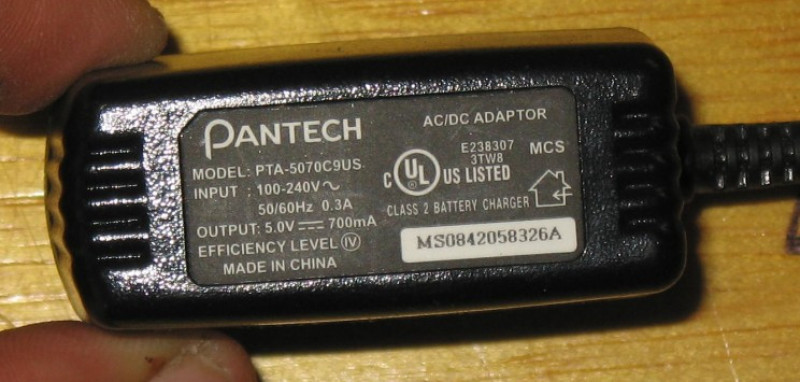 PANTECH
AC/DC ADAPTOR
MODEL: PTA-5070C9US
INPUT : 100-240V∼
50/60Hz 0.3A
OUTPUT: 5.0V⎓700mA
EFFICIENCY LEVEL IV
MADE IN CHINA
E238307
3TW8
MCS
C UL US LISTED
CLASS 2 BATTERY CHARGER
MS0842058326A